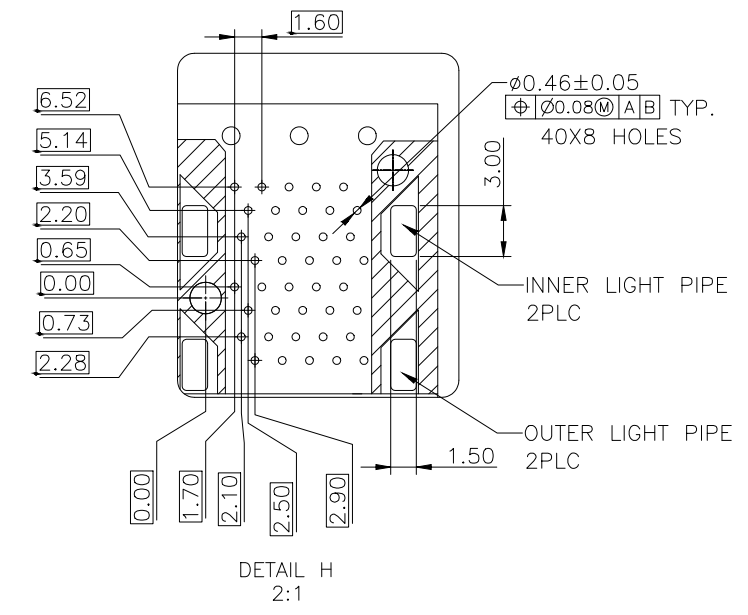 1.60
6.52
5.14
3.59
2.20
0.65
0.00
0.73
2.28
ø0.46±0.05
⌖ Ø0.08Ⓜ A B TYP.
40X8 HOLES
3.00
INNER LIGHT PIPE
2PLC
OUTER LIGHT PIPE
2PLC
1.50
0.00
1.70
2.10
2.50
2.90
DETAIL H
2:1